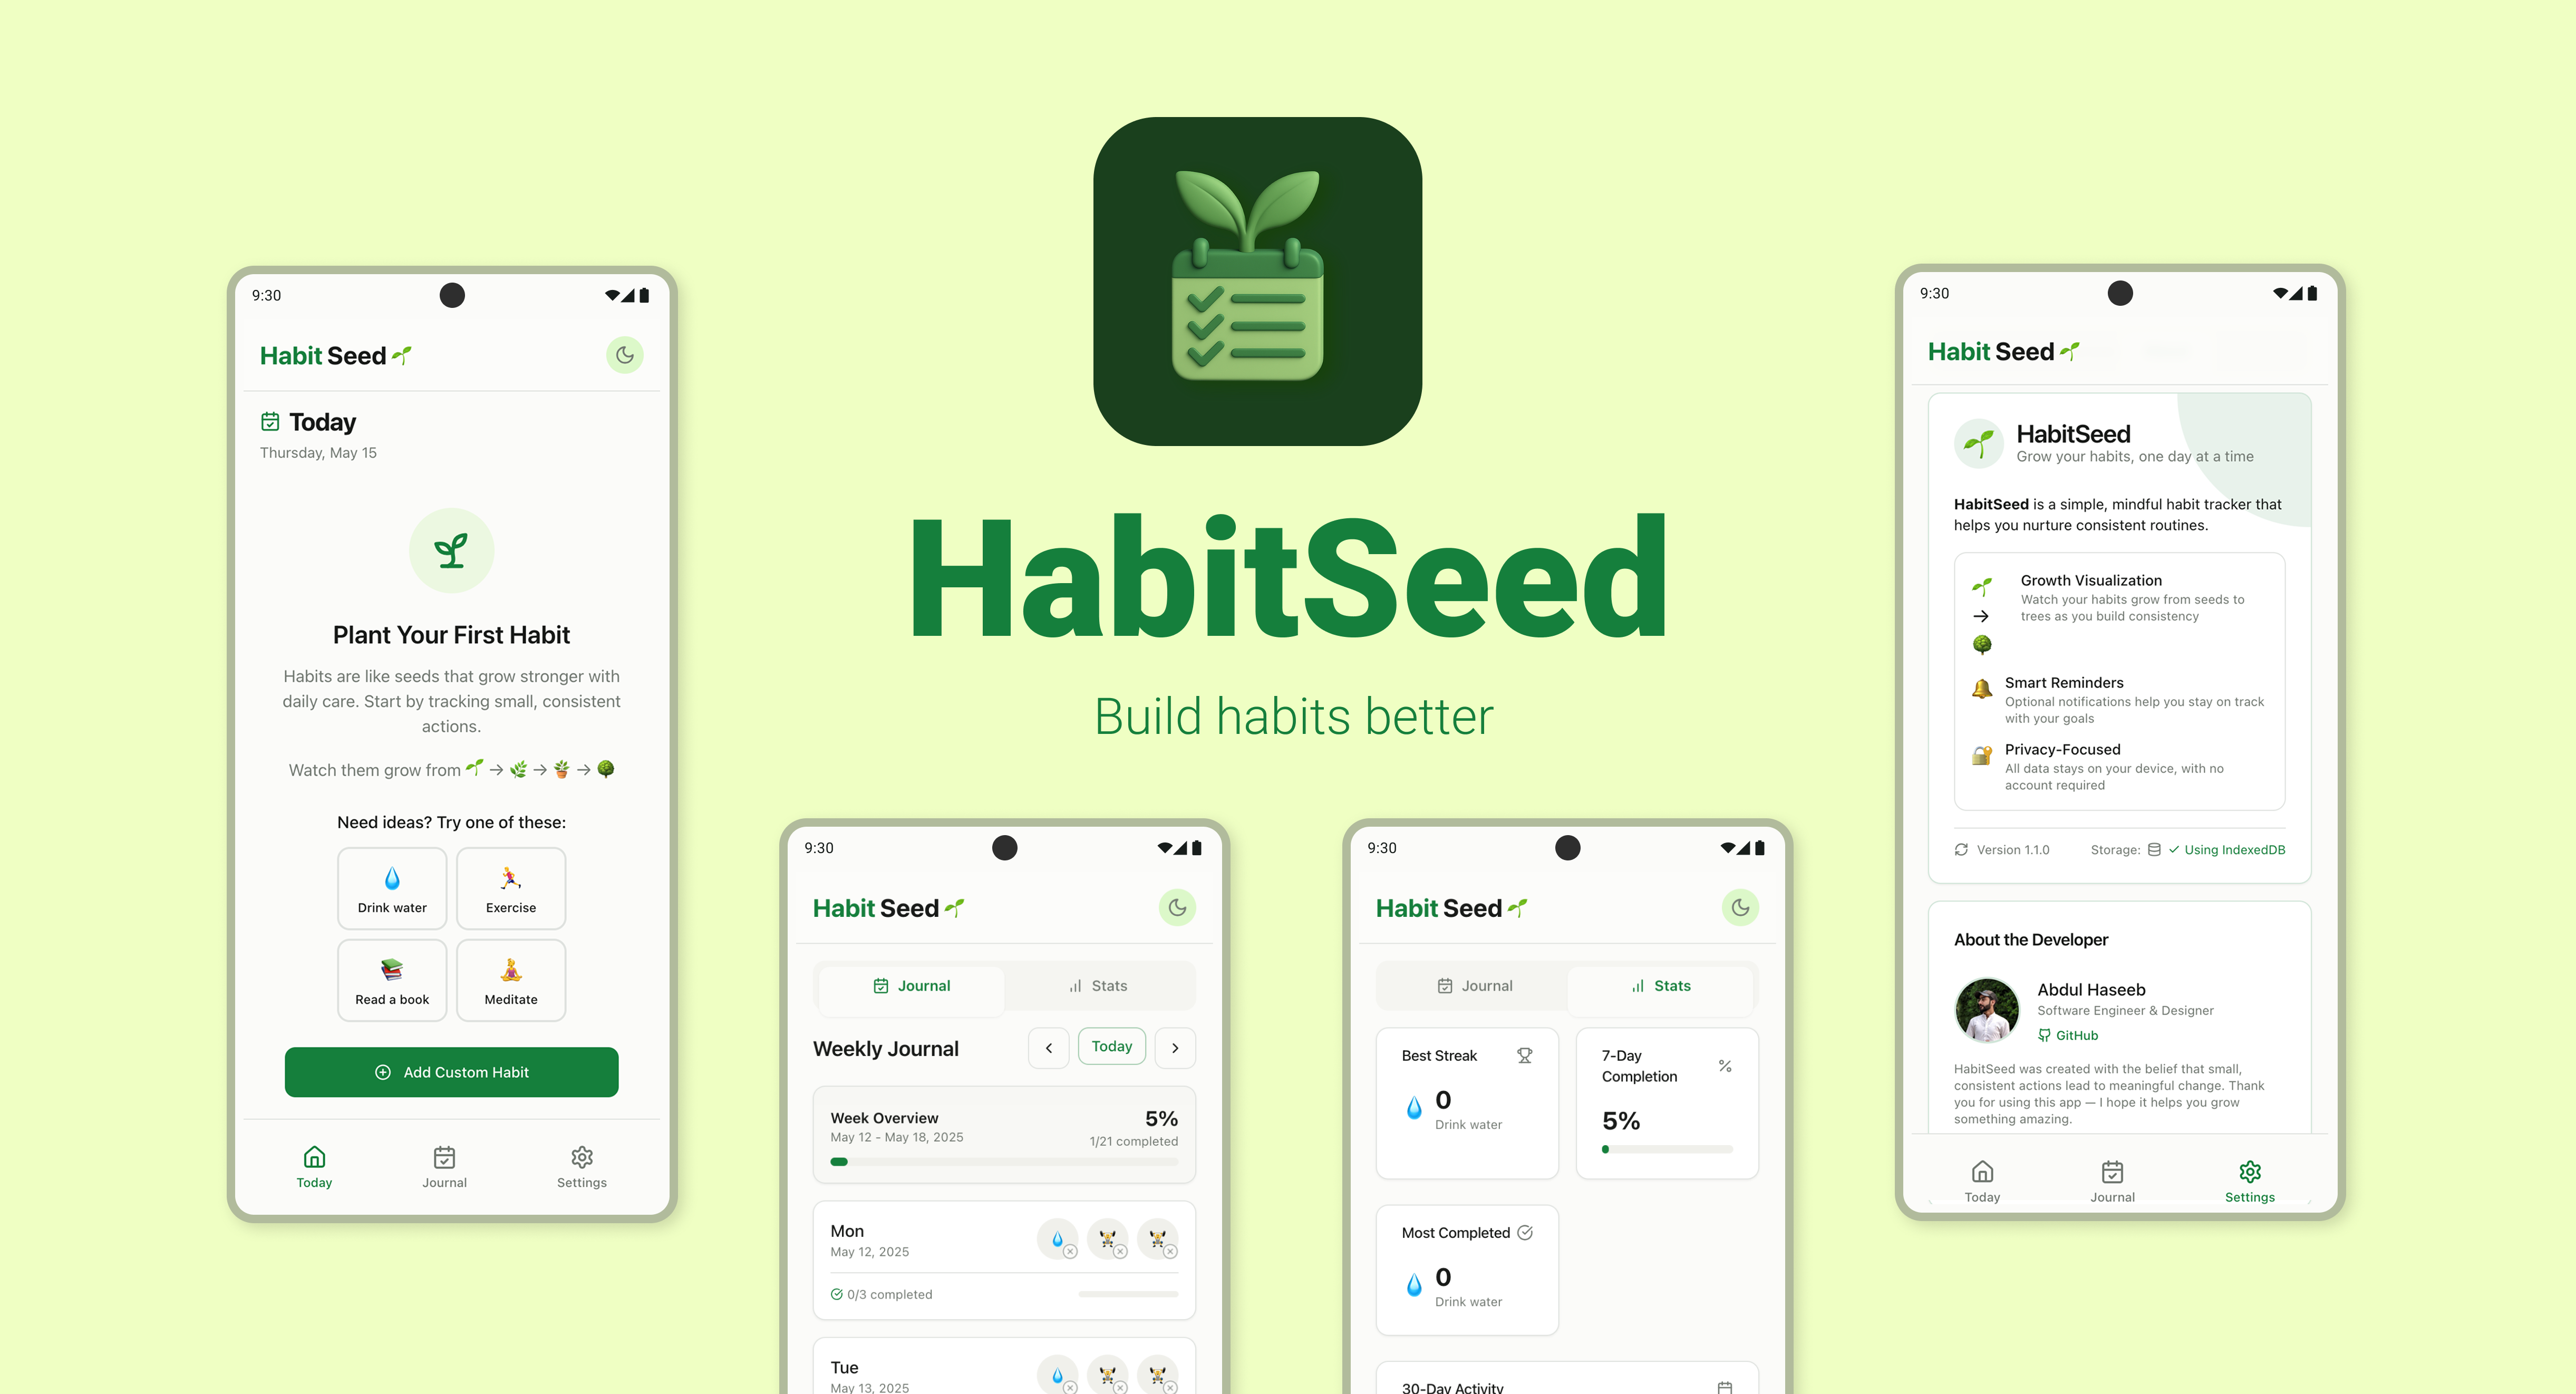 HabitSeed
Build habits better
9:30
Habit Seed
Today
Thursday, May 15
Plant Your First Habit
Habits are like seeds that grow stronger with
daily care. Start by tracking small, consistent
actions.
Watch them grow from 🌱 → 🌿 → 🪴 → 🌳
Need ideas? Try one of these:
Drink water
Exercise
Read a book
Meditate
Add Custom Habit
Today
Journal
Settings
9:30
Habit Seed
Journal
Stats
Weekly Journal
Today
Week Overview
5%
May 12 - May 18, 2025
1/21 completed
Mon
May 12, 2025
0/3 completed
Tue
May 13, 2025
9:30
Habit Seed
Journal
Stats
Best Streak
0
Drink water
7-Day
Completion
5%
Most Completed
0
Drink water
30-Day Activity
9:30
Habit Seed
HabitSeed
Grow your habits, one day at a time
HabitSeed is a simple, mindful habit tracker that
helps you nurture consistent routines.
Growth Visualization
Watch your habits grow from seeds to
trees as you build consistency
Smart Reminders
Optional notifications help you stay on track
with your goals
Privacy-Focused
All data stays on your device, with no
account required
Version 1.1.0
Storage: Using IndexedDB
About the Developer
Abdul Haseeb
Software Engineer & Designer
GitHub
HabitSeed was created with the belief that small,
consistent actions lead to meaningful change. Thank
you for using this app — I hope it helps you grow
something amazing.
Today
Journal
Settings